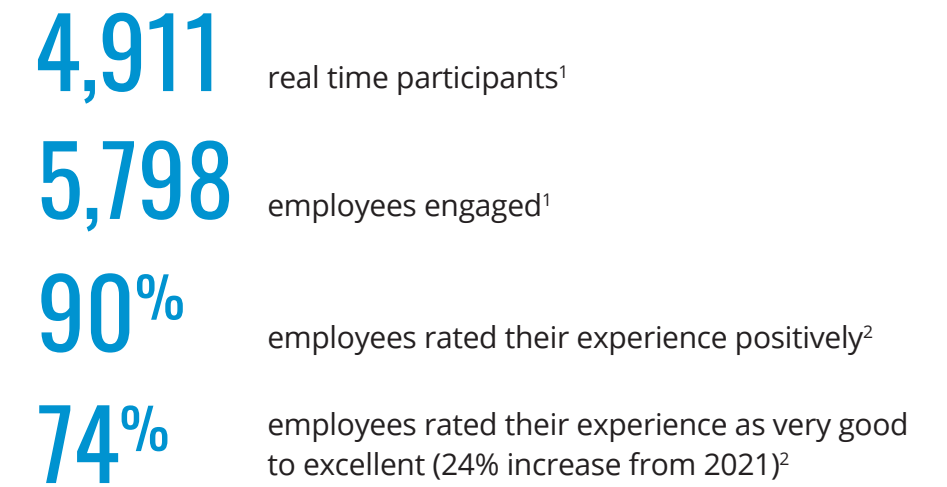 4,911 real time participants¹
5,798 employees engaged¹
90% employees rated their experience positively²
74% employees rated their experience as very good
to excellent (24% increase from 2021)²